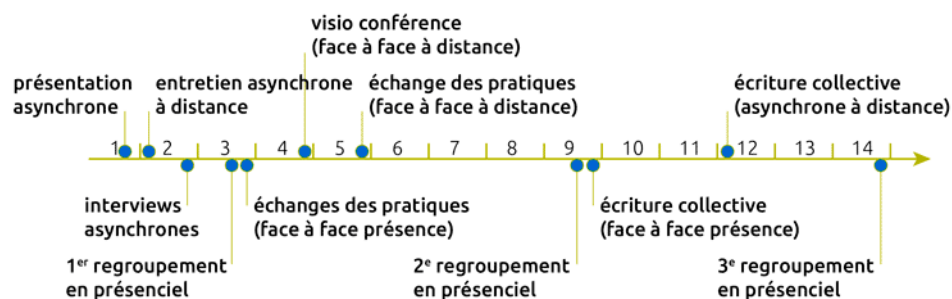 visio conférence
(face à face à distance)
présentation
asynchrone
entretien asynchrone
à distance
échange des pratiques
(face à face à distance)
écriture collective
(asynchrone à distance)
1 2 3 4 5 6 7 8 9 10 11 12 13 14
interviews
asynchrones
échanges des pratiques
(face à face présence)
écriture collective
(face à face présence)
1er regroupement
en présenciel
2e regroupement
en présenciel
3e regroupement
en présenciel